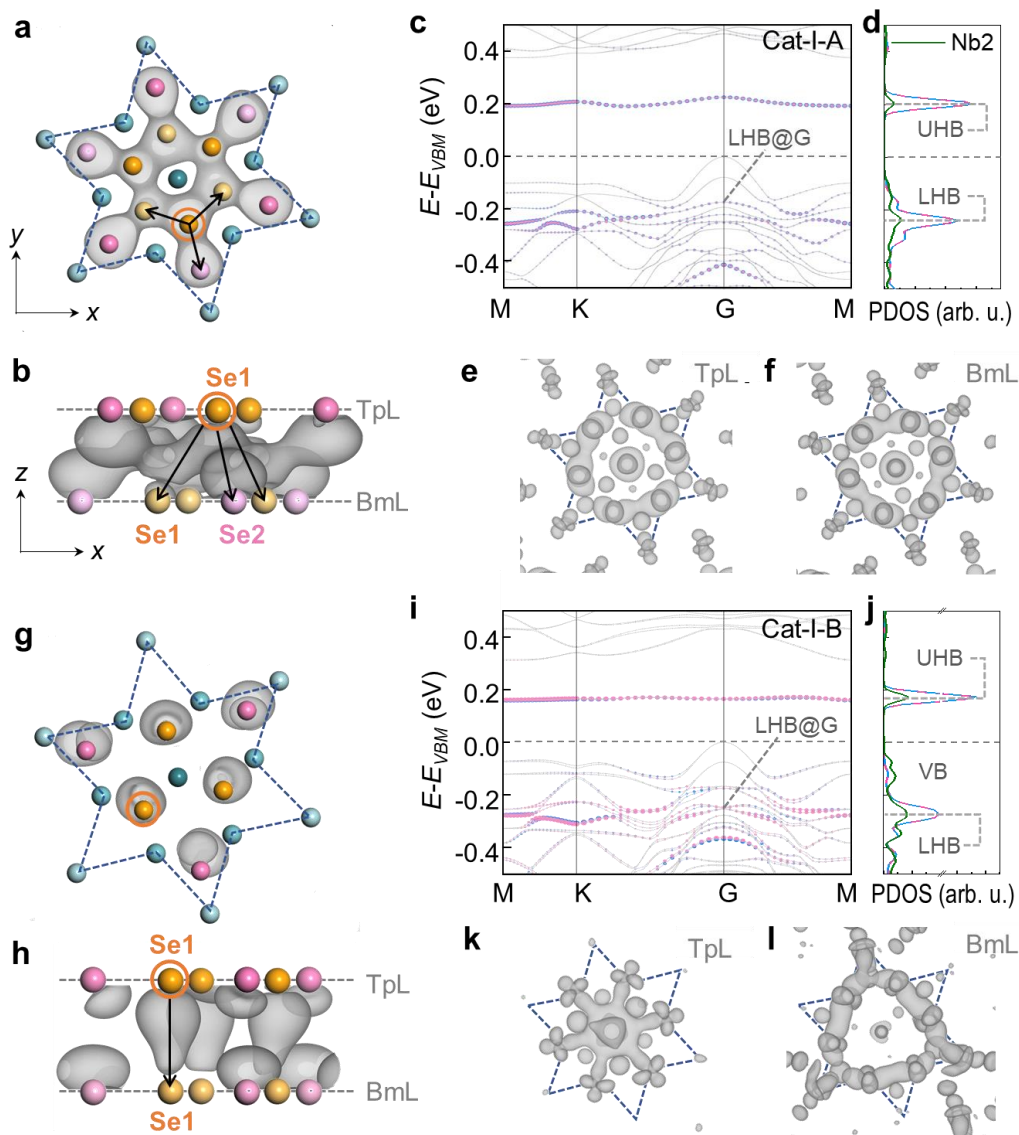 a
y
x
b
Se1
TpL
z
BmL
x
Se1
Se2
c
0.4
0.2
0.0
-0.2
-0.4
E-E_VBM (eV)
Cat-I-A
LHB@G
M
K
G
M
d
Nb2
UHB
LHB
PDOS (arb. u.)
e
TpL
f
BmL
g
h
Se1
TpL
BmL
Se1
i
0.4
0.2
0.0
-0.2
-0.4
E-E_VBM (eV)
Cat-I-B
LHB@G
M
K
G
M
j
UHB
VB
LHB
PDOS (arb. u.)
k
TpL
l
BmL